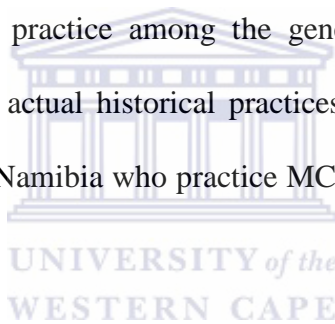 practice among the gene
actual historical practices
Namibia who practice MC
UNIVERSITY of the
WESTERN CAPE